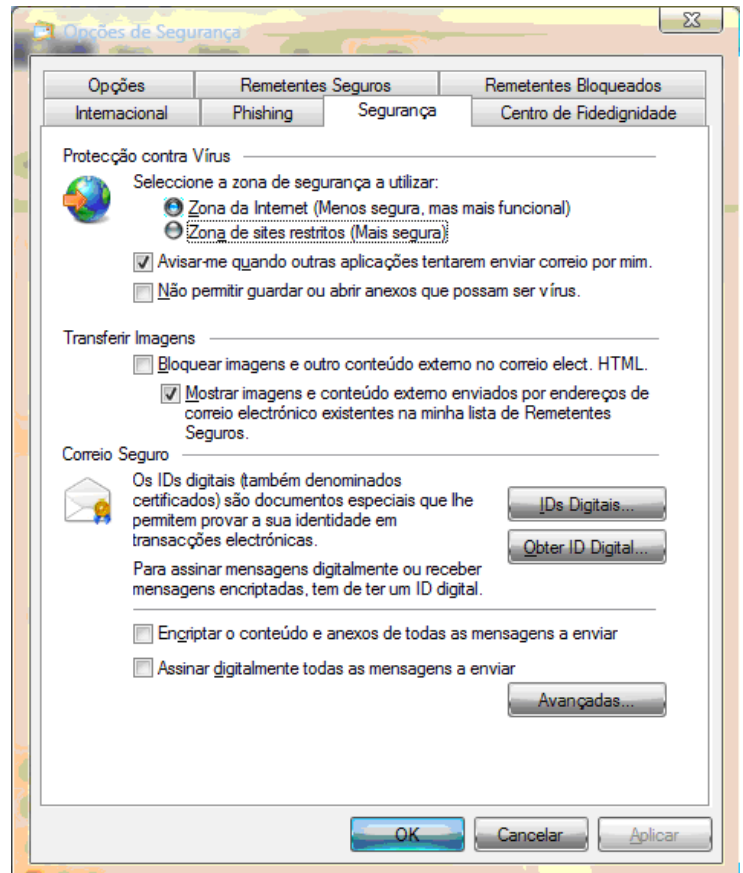 Opções de Segurança
Opções Remetentes Seguros Remetentes Bloqueados
Internacional Phishing Segurança Centro de Fidedignidade
Protecção contra Vírus
Seleccione a zona de segurança a utilizar:
Zona da Internet (Menos segura, mas mais funcional)
Zona de sites restritos (Mais segura)
Avisar-me quando outras aplicações tentarem enviar correio por mim.
Não permitir guardar ou abrir anexos que possam ser vírus.
Transferir Imagens
Bloquear imagens e outro conteúdo externo no correio elect. HTML.
Mostrar imagens e conteúdo externo enviados por endereços de
correio electrónico existentes na minha lista de Remetentes
Seguros.
Correio Seguro
Os IDs digitais (também denominados
certificados) são documentos especiais que lhe
permitem provar a sua identidade em
transacções electrónicas.
IDs Digitais...
Obter ID Digital...
Para assinar mensagens digitalmente ou receber
mensagens encriptadas, tem de ter um ID digital.
Encriptar o conteúdo e anexos de todas as mensagens a enviar
Assinar digitalmente todas as mensagens a enviar
Avançadas...
OK Cancelar Aplicar